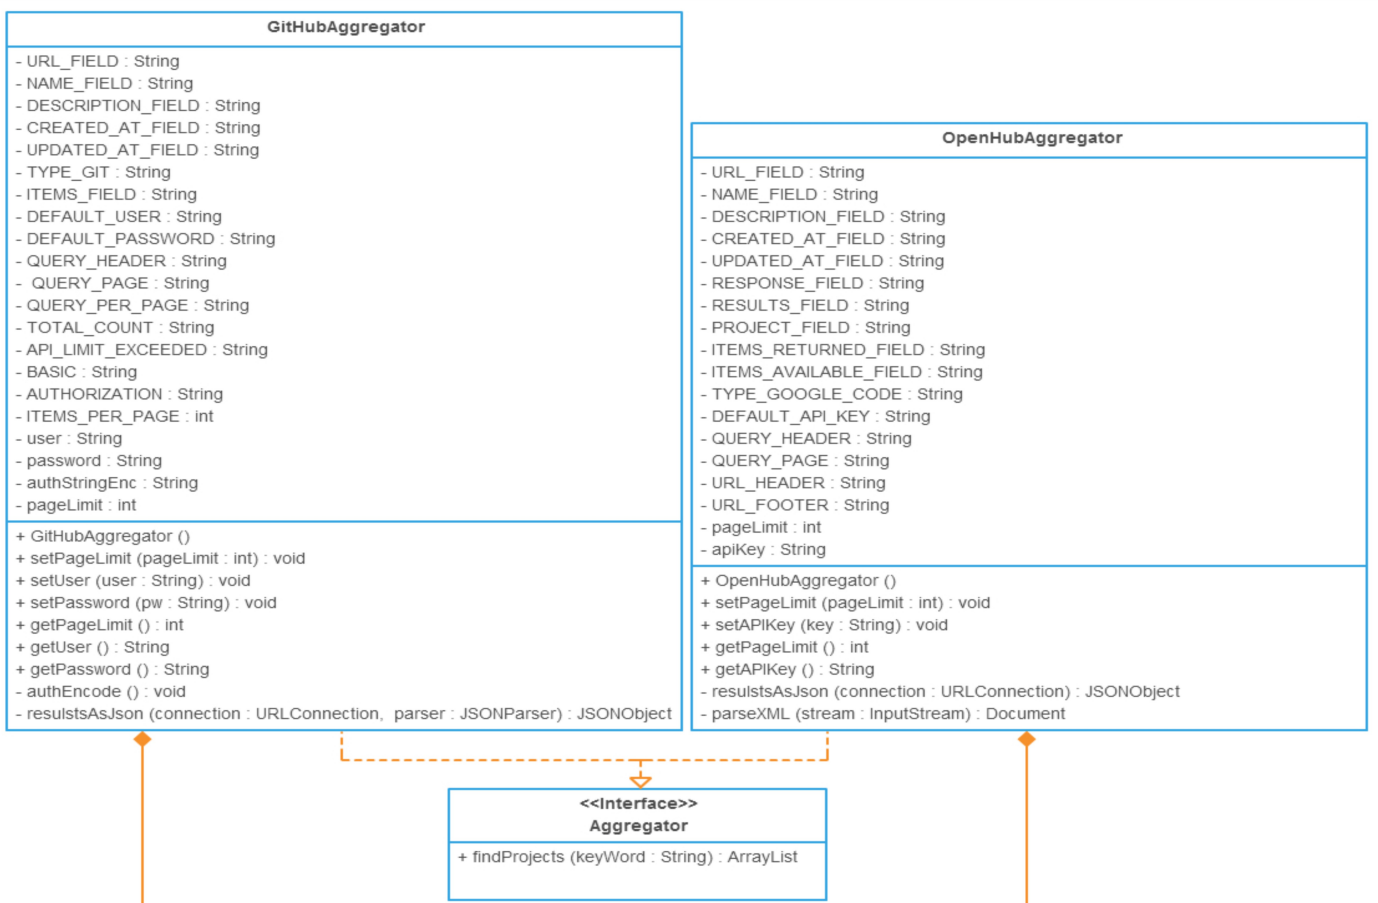 GitHubAggregator
- URL_FIELD : String
- NAME_FIELD : String
- DESCRIPTION_FIELD : String
- CREATED_AT_FIELD : String
- UPDATED_AT_FIELD : String
- TYPE_GIT : String
- ITEMS_FIELD : String
- DEFAULT_USER : String
- DEFAULT_PASSWORD : String
- QUERY_HEADER : String
- QUERY_PAGE : String
- QUERY_PER_PAGE : String
- TOTAL_COUNT : String
- API_LIMIT_EXCEEDED : String
- BASIC : String
- AUTHORIZATION : String
- ITEMS_PER_PAGE : int
- user : String
- password : String
- authStringEnc : String
- pageLimit : int
+ GitHubAggregator ()
+ setPageLimit (pageLimit : int) : void
+ setUser (user : String) : void
+ setPassword (pw : String) : void
+ getPageLimit () : int
+ getUser () : String
+ getPassword () : String
- authEncode () : void
- resulstsAsJson (connection : URLConnection, parser : JSONParser) : JSONObject
OpenHubAggregator
- URL_FIELD : String
- NAME_FIELD : String
- DESCRIPTION_FIELD : String
- CREATED_AT_FIELD : String
- UPDATED_AT_FIELD : String
- RESPONSE_FIELD : String
- RESULTS_FIELD : String
- PROJECT_FIELD : String
- ITEMS_RETURNED_FIELD : String
- ITEMS_AVAILABLE_FIELD : String
- TYPE_GOOGLE_CODE : String
- DEFAULT_API_KEY : String
- QUERY_HEADER : String
- QUERY_PAGE : String
- URL_HEADER : String
- URL_FOOTER : String
- pageLimit : int
- apiKey : String
+ OpenHubAggregator ()
+ setPageLimit (pageLimit : int) : void
+ setAPIKey (key : String) : void
+ getPageLimit () : int
+ getAPIKey () : String
- resulstsAsJson (connection : URLConnection) : JSONObject
- parseXML (stream : InputStream) : Document
<<Interface>>
Aggregator
+ findProjects (keyWord : String) : ArrayList